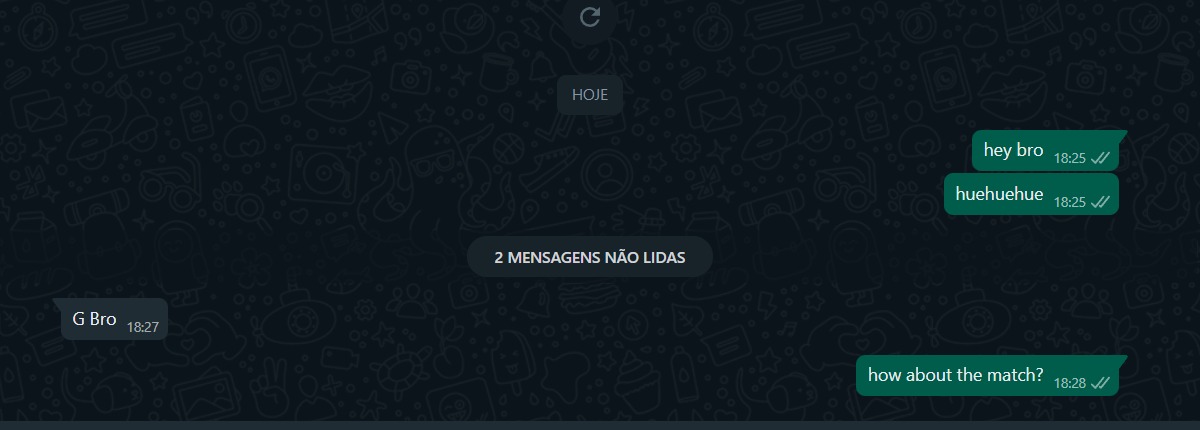 HOJE
hey bro 18:25
huehuehue 18:25
2 MENSAGENS NÃO LIDAS
G Bro 18:27
how about the match? 18:28